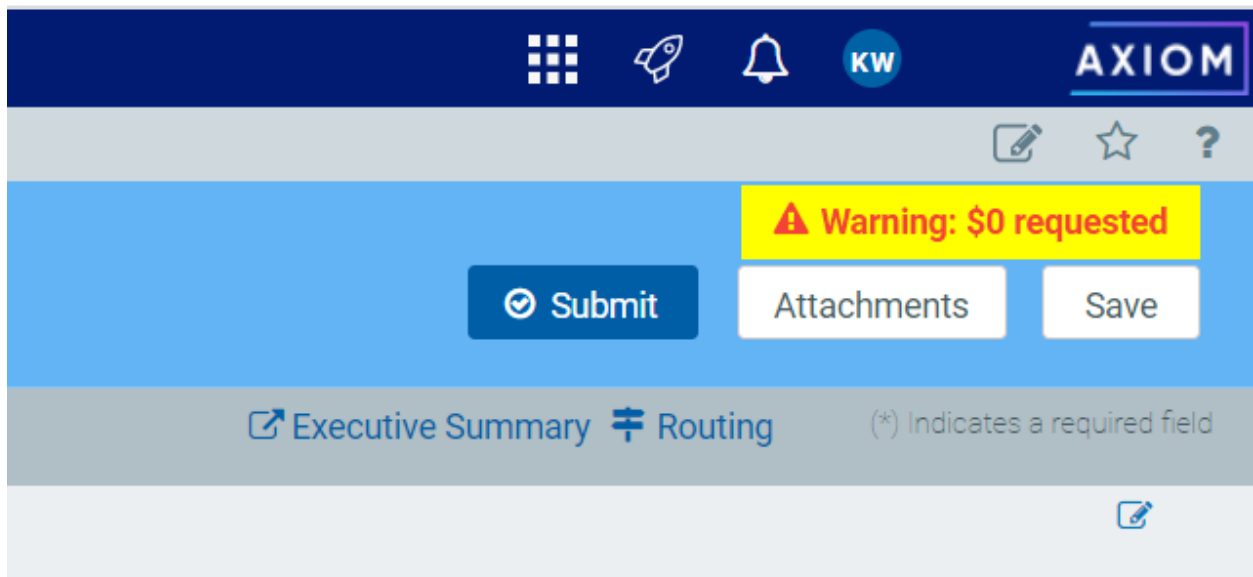 KW AXIOM
?
Warning: $0 requested
Submit Attachments Save
Executive Summary Routing (*) Indicates a required field